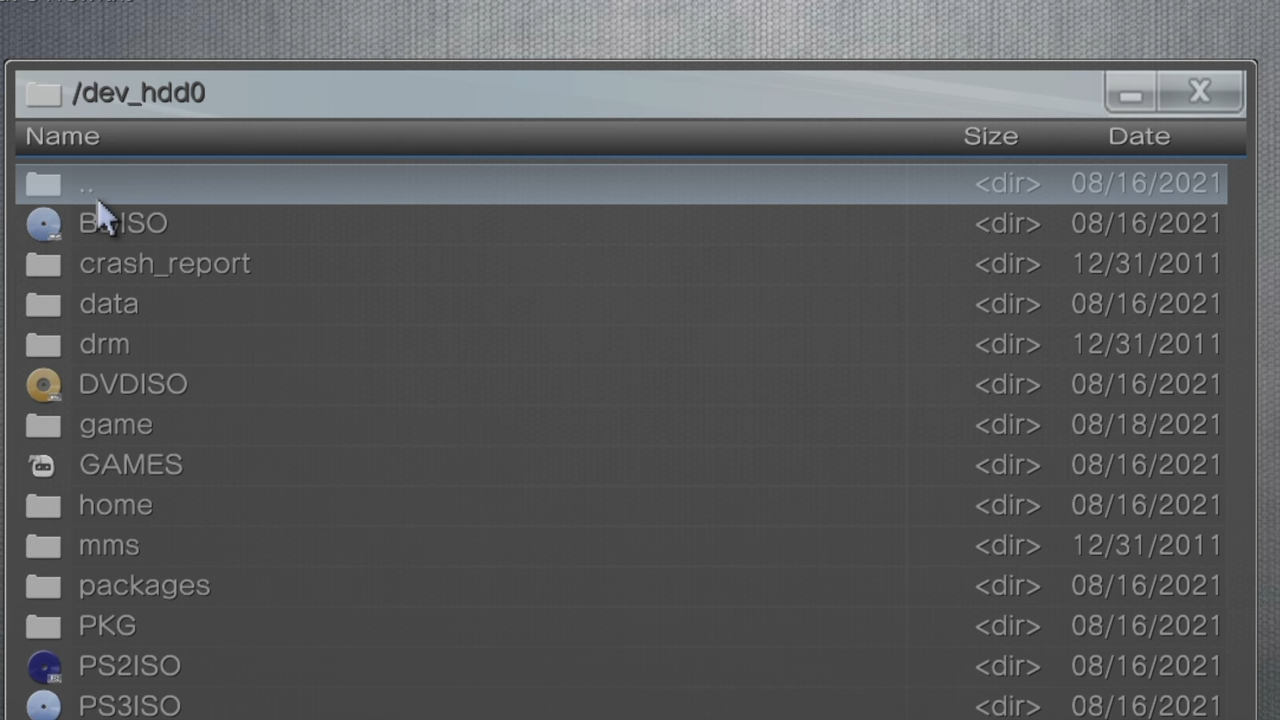 /dev_hdd0
Name Size Date
.. <dir> 08/16/2021
<dir> 08/16/2021
crash_report <dir> 12/31/2011
data <dir> 08/16/2021
drm <dir> 12/31/2011
DVDISO <dir> 08/16/2021
game <dir> 08/18/2021
GAMES <dir> 08/16/2021
home <dir> 08/16/2021
mms <dir> 12/31/2011
packages <dir> 08/16/2021
PKG <dir> 08/16/2021
PS2ISO <dir> 08/16/2021
PS3ISO <dir> 08/16/2021